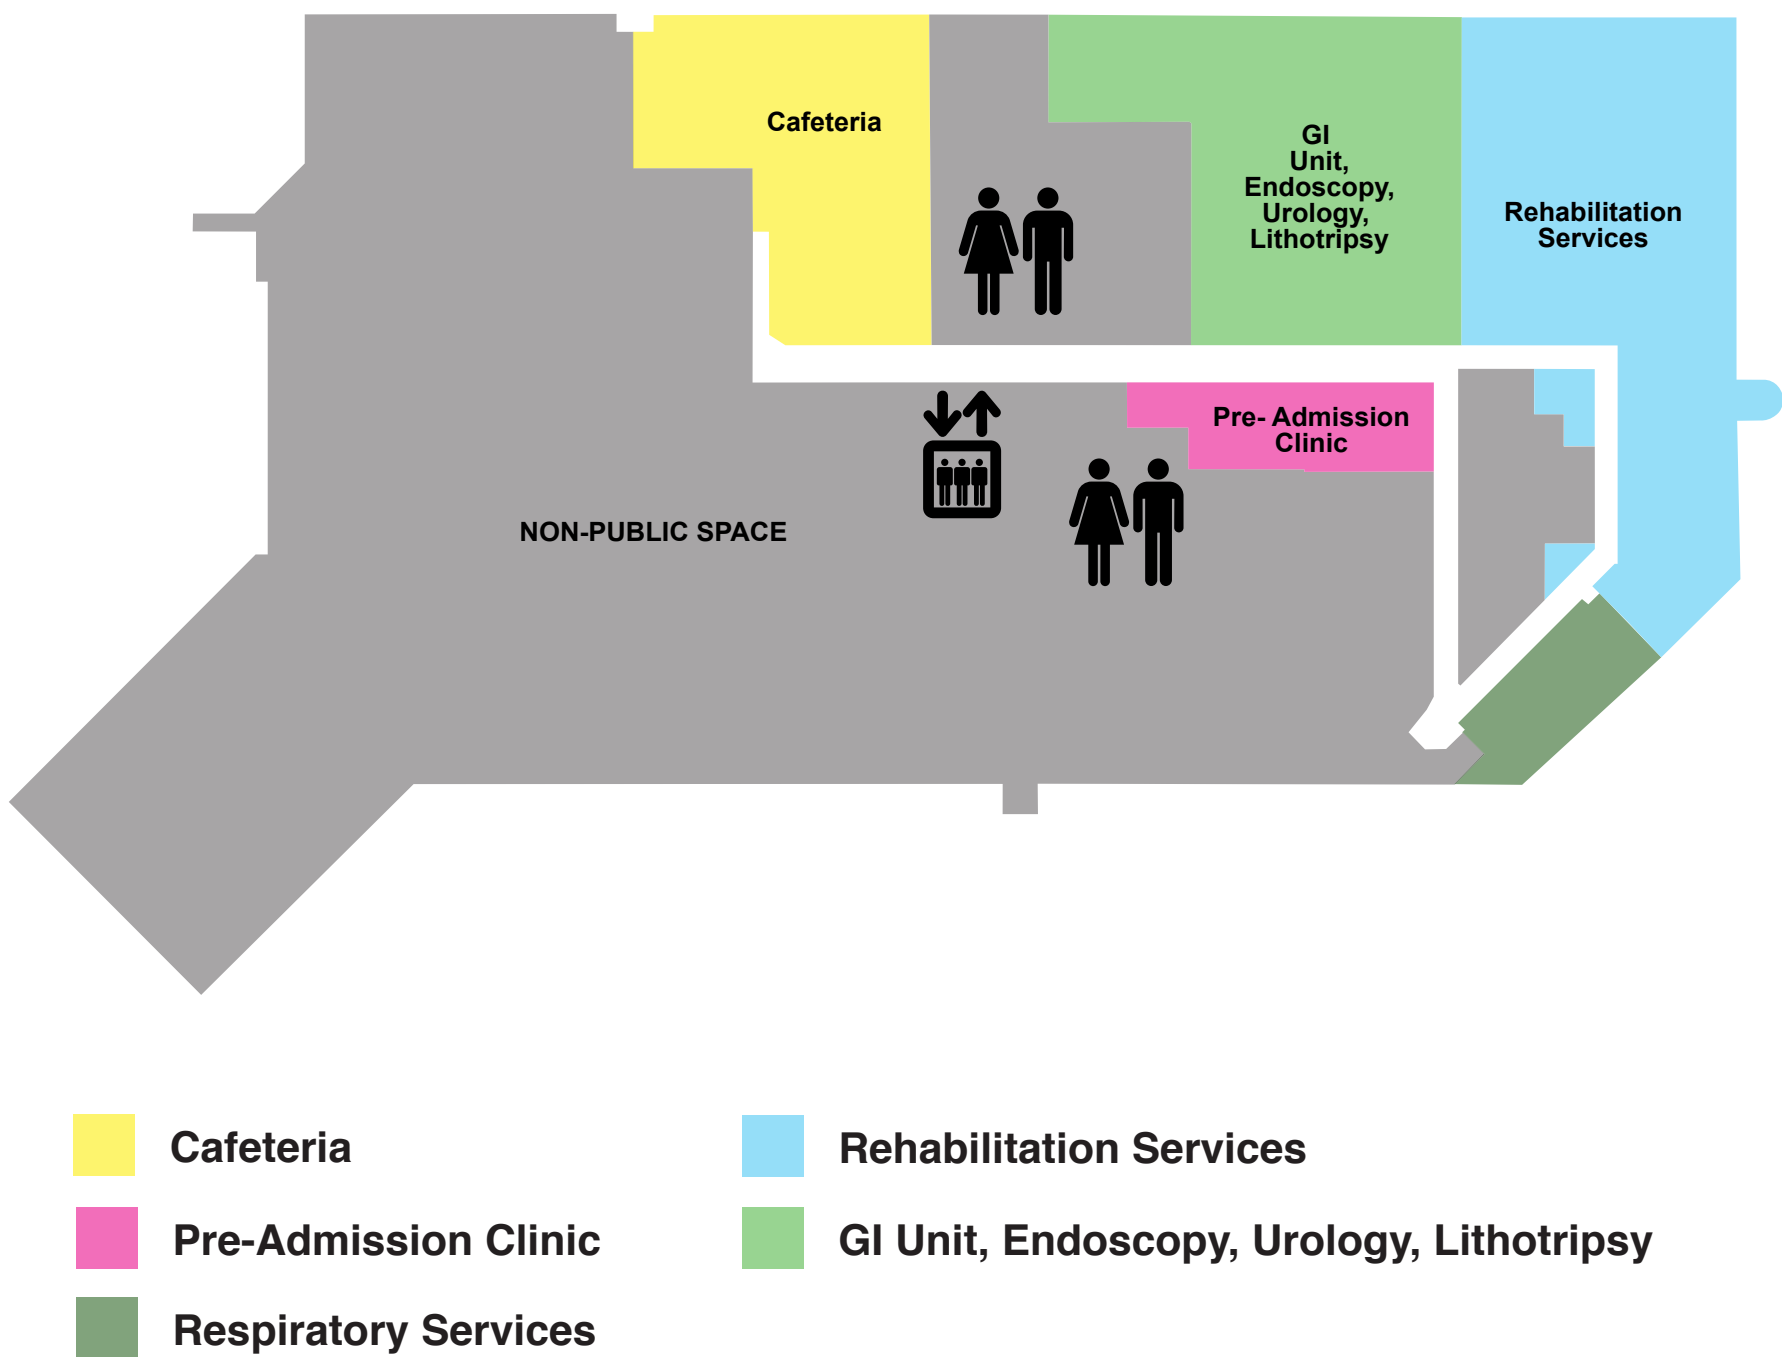 Cafeteria
GI
Unit,
Endoscopy,
Urology,
Lithotripsy
Rehabilitation
Services
Pre- Admission
Clinic
NON-PUBLIC SPACE
Cafeteria
Rehabilitation Services
Pre-Admission Clinic
GI Unit, Endoscopy, Urology, Lithotripsy
Respiratory Services